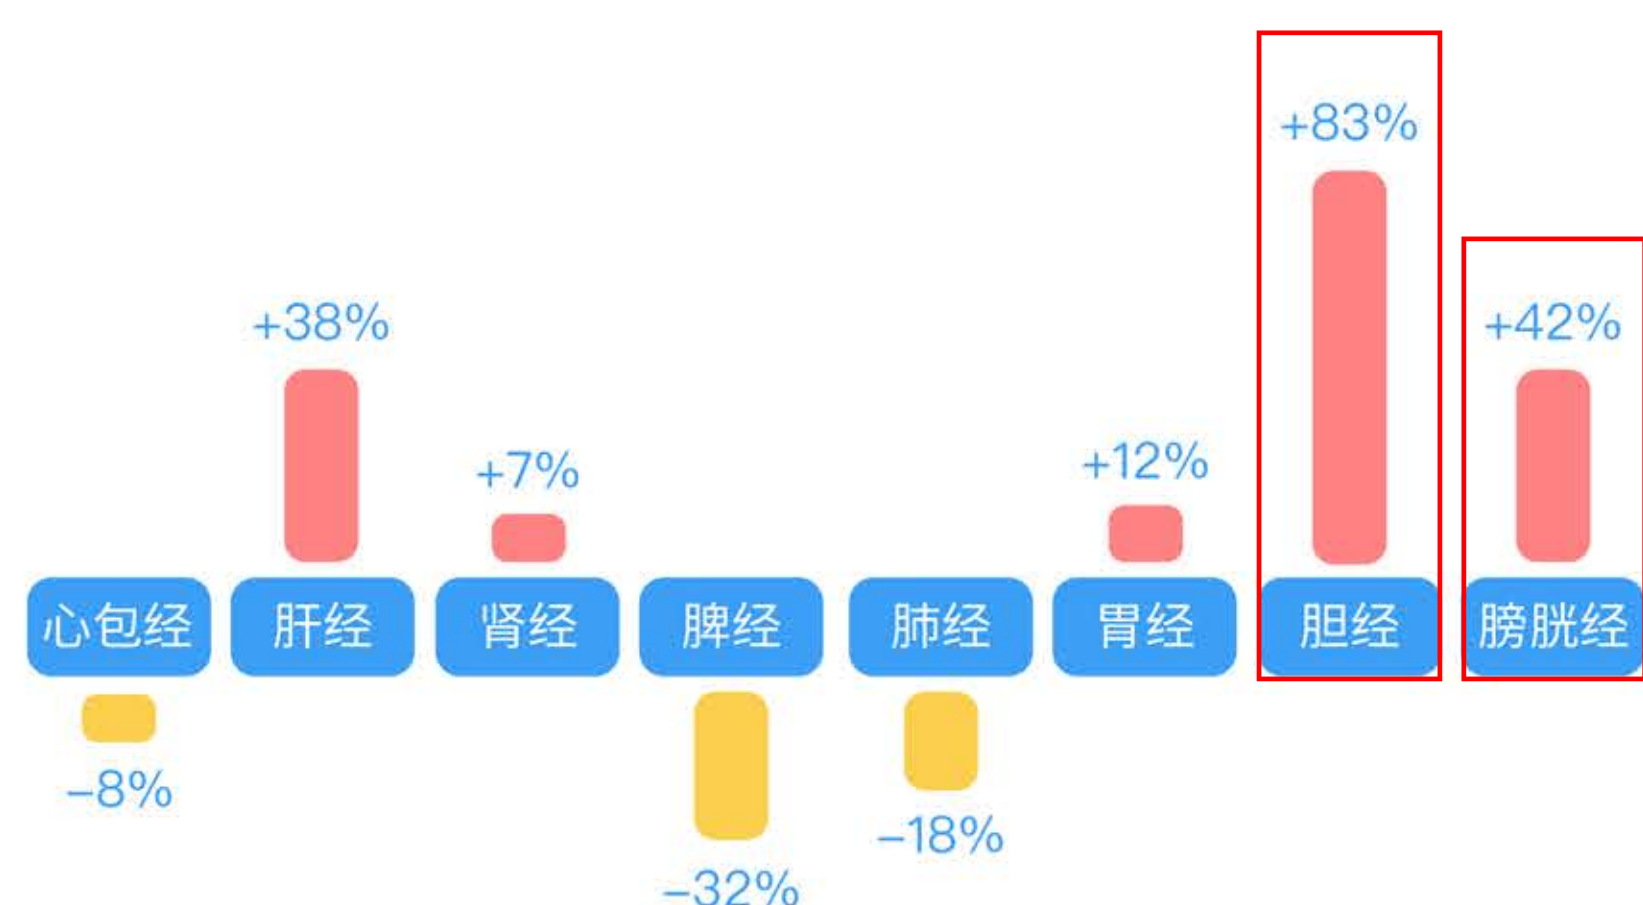 +83%
+38%
+42%
+7%
+12%
心包经
肝经
肾经
脾经
肺经
胃经
胆经
膀胱经
–8%
–18%
–32%